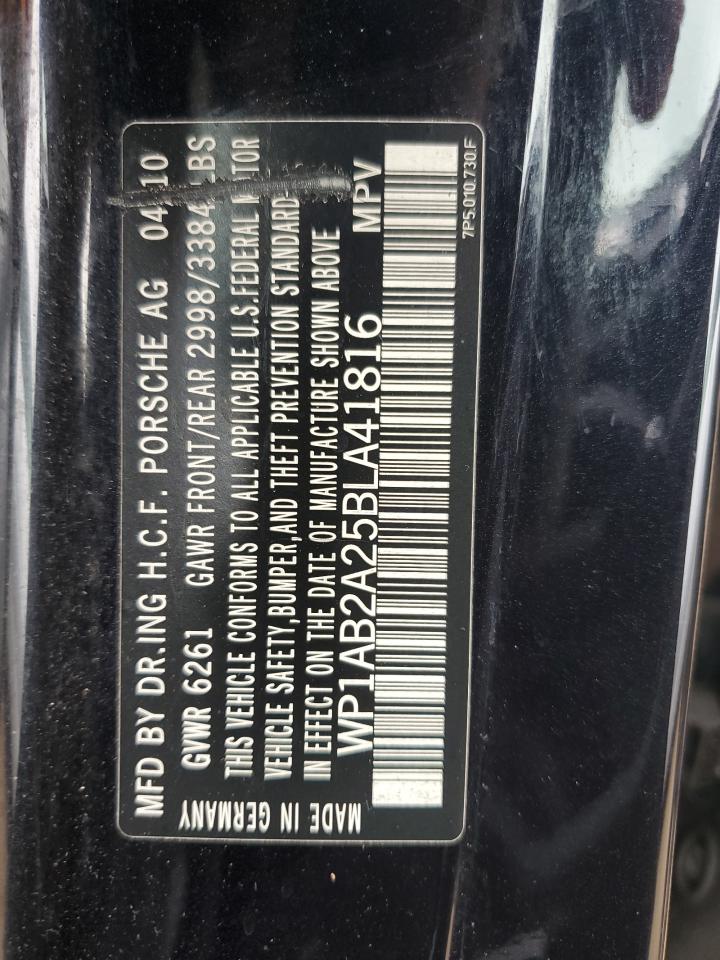 MFD BY DR.ING H.C.F. PORSCHE AG 04/10
GVWR 6261 GAWR FRONT/REAR 2998/3384 LBS
THIS VEHICLE CONFORMS TO ALL APPLICABLE U.S.FEDERAL MOTOR
VEHICLE SAFETY,BUMPER,AND THEFT PREVENTION STANDARDS
IN EFFECT ON THE DATE OF MANUFACTURE SHOWN ABOVE
WP1AB2A25BLA41816 MPV
7P5.010.730.F
MADE IN GERMANY